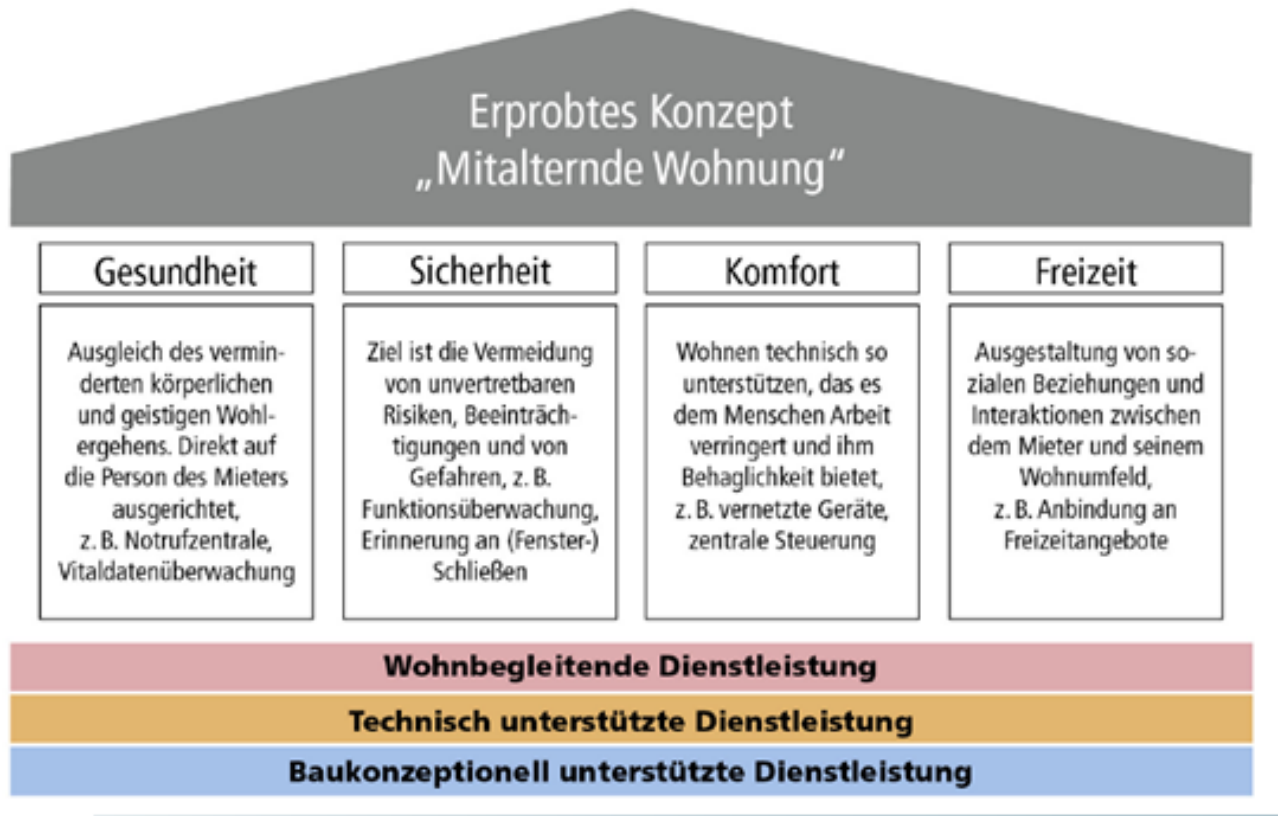 Erprobtes Konzept
„Mitalternde Wohnung“
Gesundheit
Ausgleich des vermin-
derten körperlichen
und geistigen Wohl-
ergehens. Direkt auf
die Person des Mieters
ausgerichtet,
z. B. Notrufzentrale,
Vitaldatenüberwachung
Sicherheit
Ziel ist die Vermeidung
von unvertretbaren
Risiken, Beeinträch-
tigungen und von
Gefahren, z. B.
Funktionsüberwachung,
Erinnerung an (Fenster-)
Schließen
Komfort
Wohnen technisch so
unterstützen, das es
dem Menschen Arbeit
verringert und ihm
Behaglichkeit bietet,
z. B. vernetzte Geräte,
zentrale Steuerung
Freizeit
Ausgestaltung von so-
zialen Beziehungen und
Interaktionen zwischen
dem Mieter und seinem
Wohnumfeld,
z. B. Anbindung an
Freizeitangebote
Wohnbegleitende Dienstleistung
Technisch unterstützte Dienstleistung
Baukonzeptionell unterstützte Dienstleistung